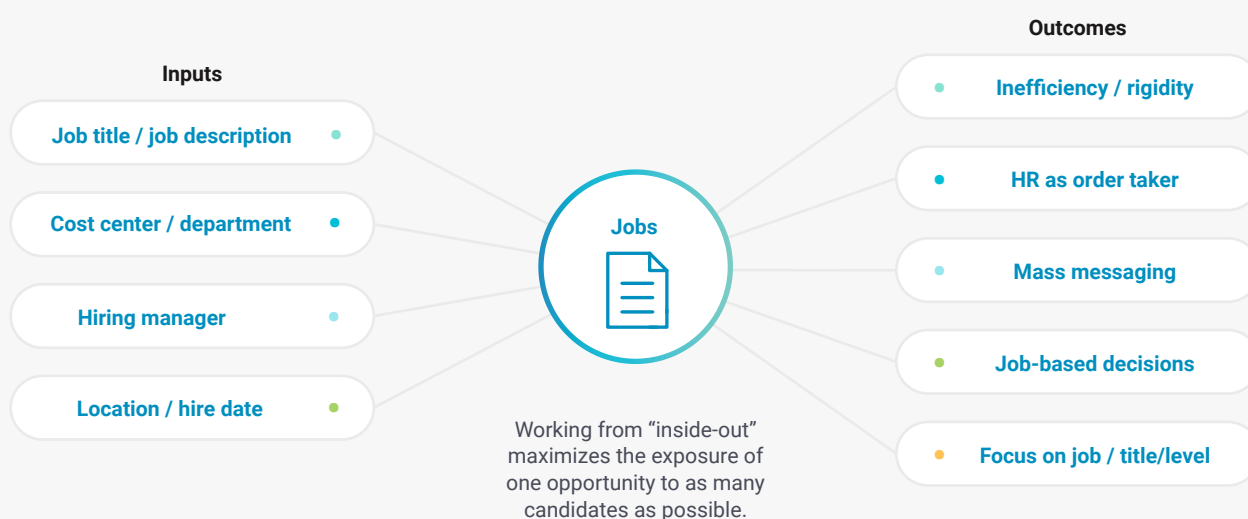 Inputs
Job title / job description
Cost center / department
Hiring manager
Location / hire date
Jobs
Working from “inside-out”
maximizes the exposure of
one opportunity to as many
candidates as possible.
Outcomes
Inefficiency / rigidity
HR as order taker
Mass messaging
Job-based decisions
Focus on job / title/level